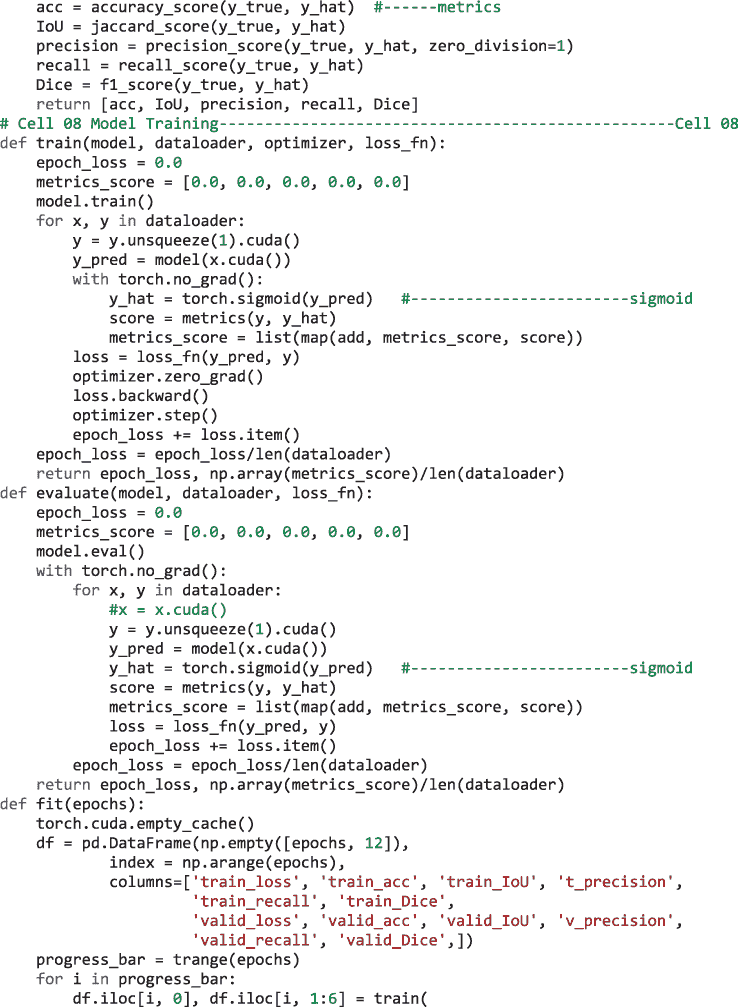 acc = accuracy_score(y_true, y_hat)  #------metrics
    IoU = jaccard_score(y_true, y_hat)
    precision = precision_score(y_true, y_hat, zero_division=1)
    recall = recall_score(y_true, y_hat)
    Dice = f1_score(y_true, y_hat)
    return [acc, IoU, precision, recall, Dice]
# Cell 08 Model Training--------------------------------------------------Cell 08
def train(model, dataloader, optimizer, loss_fn):
    epoch_loss = 0.0
    metrics_score = [0.0, 0.0, 0.0, 0.0, 0.0]
    model.train()
    for x, y in dataloader:
        y = y.unsqueeze(1).cuda()
        y_pred = model(x.cuda())
        with torch.no_grad():
            y_hat = torch.sigmoid(y_pred)   #------------------------sigmoid
            score = metrics(y, y_hat)
            metrics_score = list(map(add, metrics_score, score))
        loss = loss_fn(y_pred, y)
        optimizer.zero_grad()
        loss.backward()
        optimizer.step()
        epoch_loss += loss.item()
    epoch_loss = epoch_loss/len(dataloader)
    return epoch_loss, np.array(metrics_score)/len(dataloader)
def evaluate(model, dataloader, loss_fn):
    epoch_loss = 0.0
    metrics_score = [0.0, 0.0, 0.0, 0.0, 0.0]
    model.eval()
    with torch.no_grad():
        for x, y in dataloader:
            #x = x.cuda()
            y = y.unsqueeze(1).cuda()
            y_pred = model(x.cuda())
            y_hat = torch.sigmoid(y_pred)   #------------------------sigmoid
            score = metrics(y, y_hat)
            metrics_score = list(map(add, metrics_score, score))
            loss = loss_fn(y_pred, y)
            epoch_loss += loss.item()
        epoch_loss = epoch_loss/len(dataloader)
    return epoch_loss, np.array(metrics_score)/len(dataloader)
def fit(epochs):
    torch.cuda.empty_cache()
    df = pd.DataFrame(np.empty([epochs, 12]),
            index = np.arange(epochs),
            columns=['train_loss', 'train_acc', 'train_IoU', 't_precision',
                     'train_recall', 'train_Dice',
                     'valid_loss', 'valid_acc', 'valid_IoU', 'v_precision',
                     'valid_recall', 'valid_Dice',])
    progress_bar = trange(epochs)
    for i in progress_bar:
        df.iloc[i, 0], df.iloc[i, 1:6] = train(